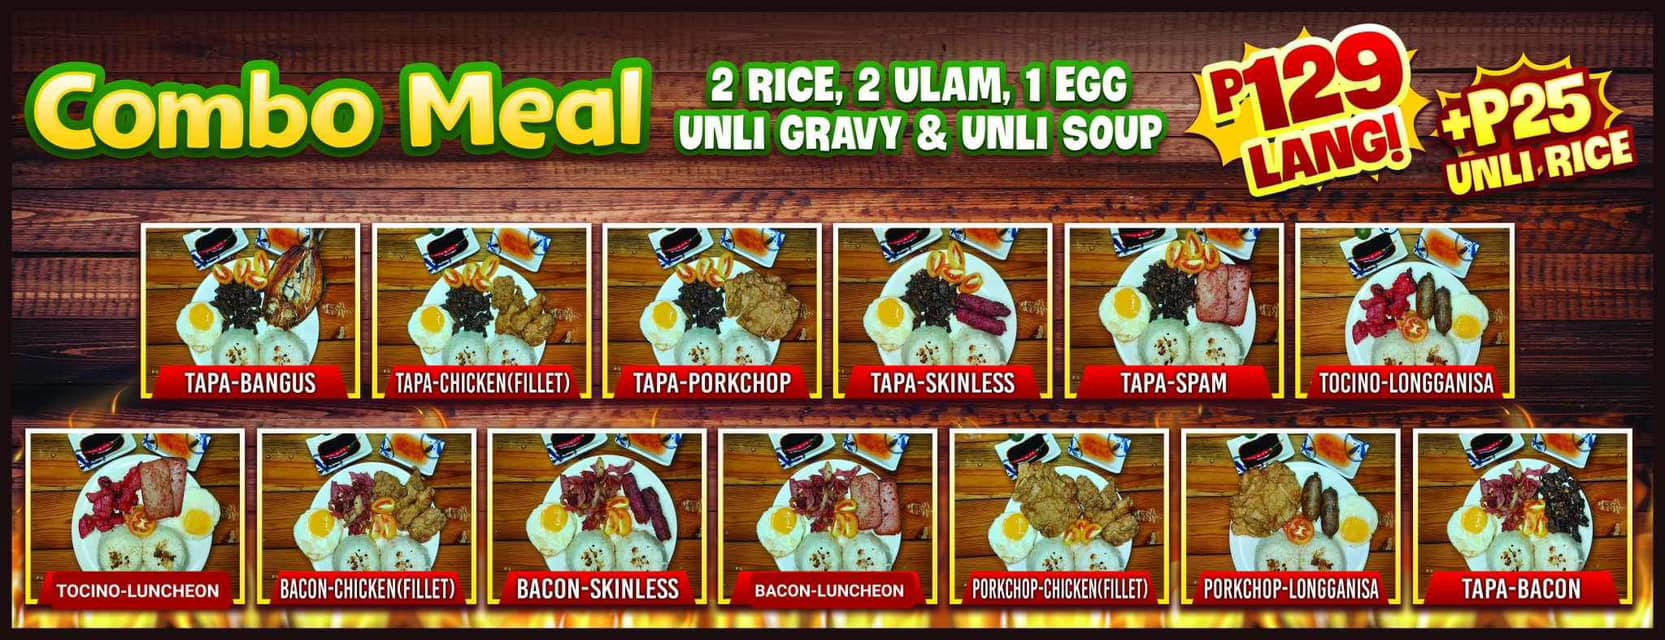 Combo Meal
2 RICE, 2 ULAM, 1 EGG
UNLI GRAVY & UNLI SOUP
P129
LANG!
+P25
UNLI RICE
TAPA-BANGUS
TAPA-CHICKEN(FILLET)
TAPA-PORKCHOP
TAPA-SKINLESS
TAPA-SPAM
TOCINO-LONGGANISA
TOCINO-LUNCHEON
BACON-CHICKEN(FILLET)
BACON-SKINLESS
BACON-LUNCHEON
PORKCHOP-CHICKEN(FILLET)
PORKCHOP-LONGGANISA
TAPA-BACON